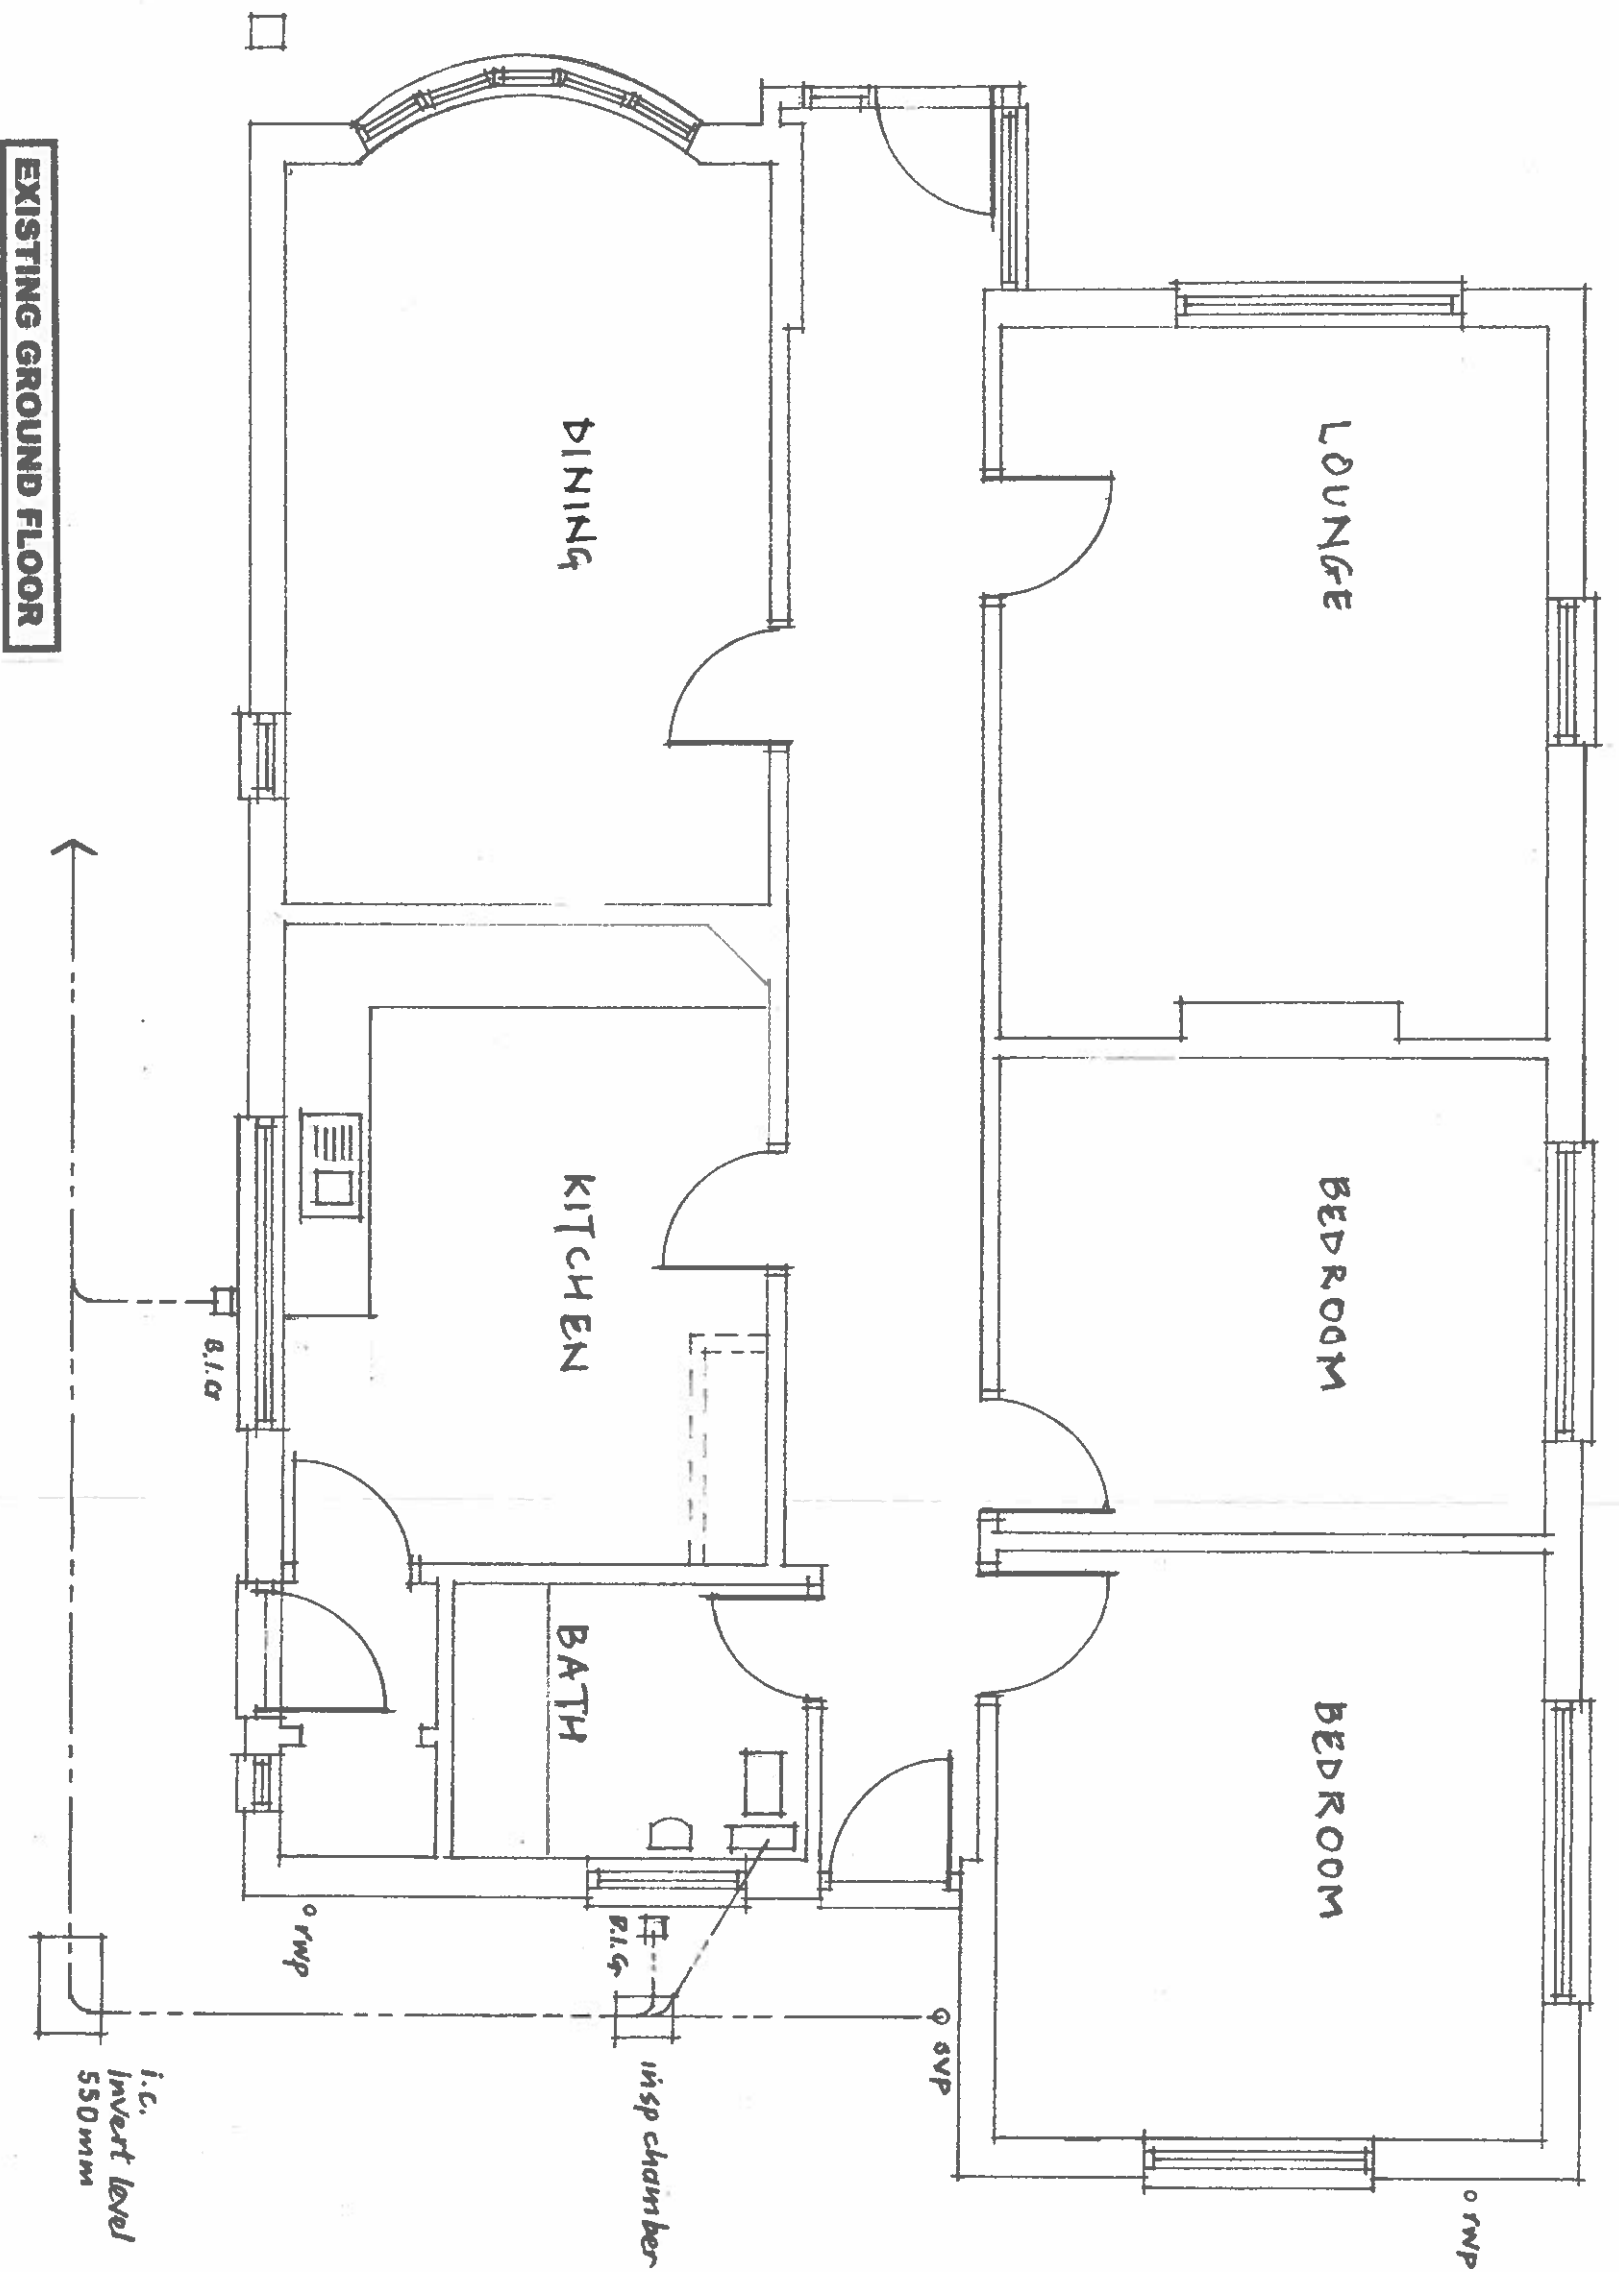 rwp
LOUNGE
BEDROOM
BEDROOM
SVP
insp chamber
B.I.G
DINING
KITCHEN
BATH
rwp
B.I.G
i.c.
Invert level
550mm
EXISTING GROUND FLOOR